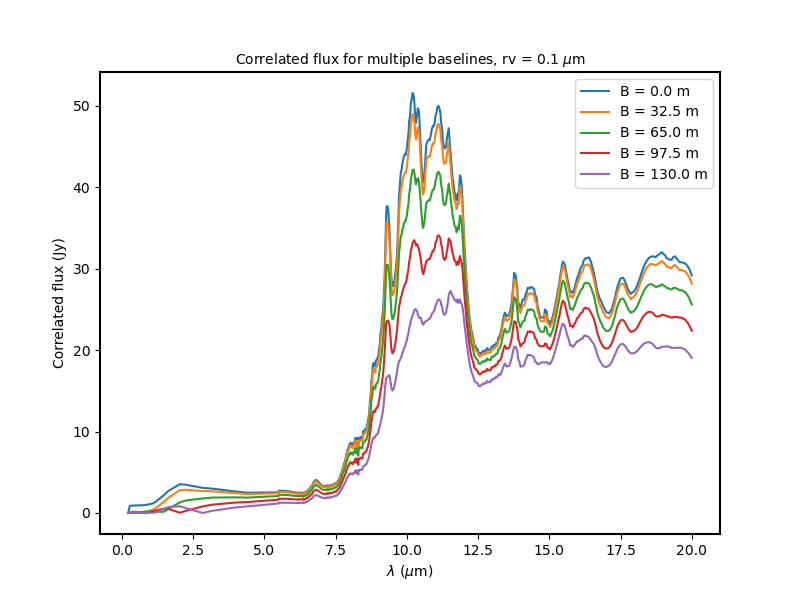 Correlated flux for multiple baselines, rv = 0.1 μm
B = 0.0 m
B = 32.5 m
B = 65.0 m
B = 97.5 m
B = 130.0 m
Correlated flux (Jy)
50
40
30
20
10
0
0.0 2.5 5.0 7.5 10.0 12.5 15.0 17.5 20.0
λ (μm)